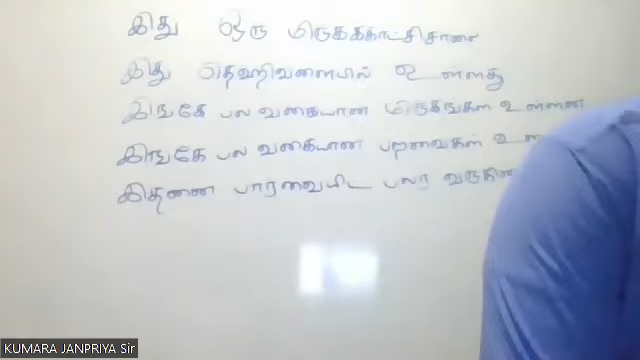 இது ஒரு மிருகககாட்சிசாலை
இது தெஹிவளையில் உள்ளது
இங்கே பல வகையான மிருகங்கள் உள்ளன
இங்கே பல வகையான பறவைகள்
இதனை பார்வையிட பலர்
KUMARA JANPRIYA Sir